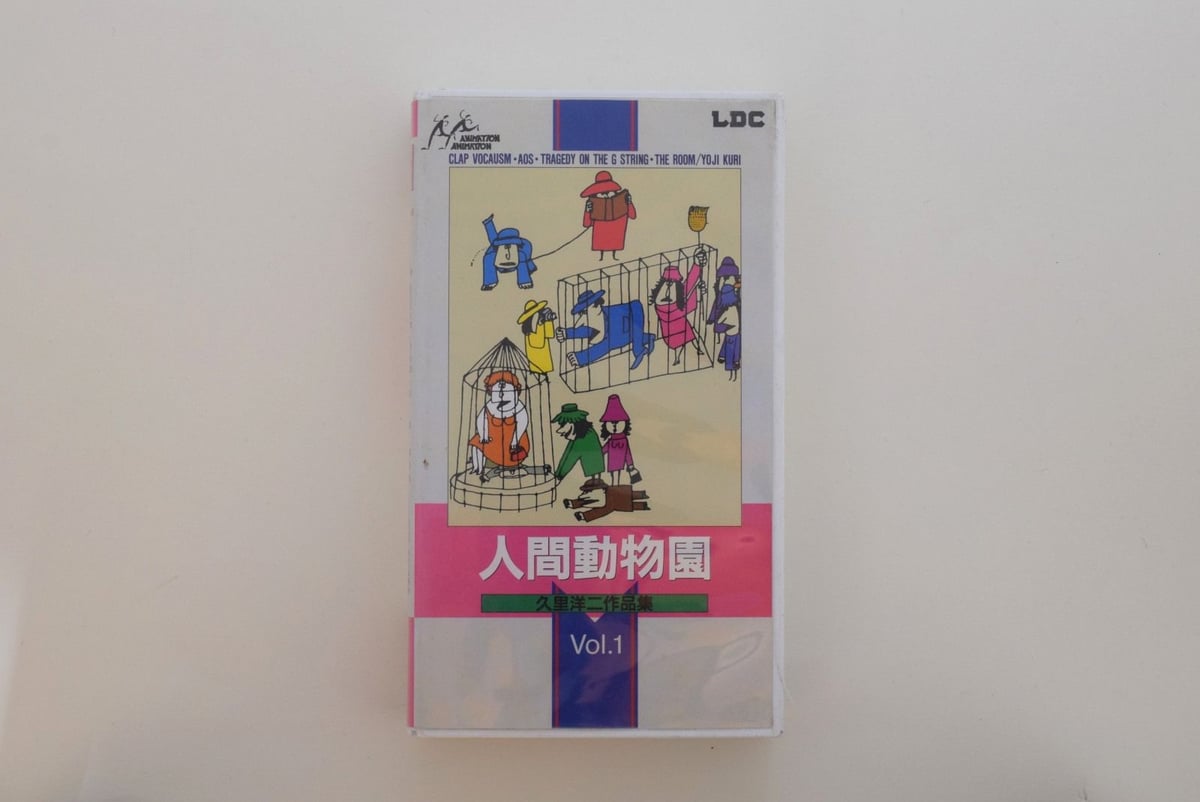 LDC
ANIMATION
ANIMATION
CLAP VOCAUSM・AOS・TRAGEDY ON THE G STRING・THE ROOM/YOJI KURI
人間動物園
久里洋二作品集
Vol.1